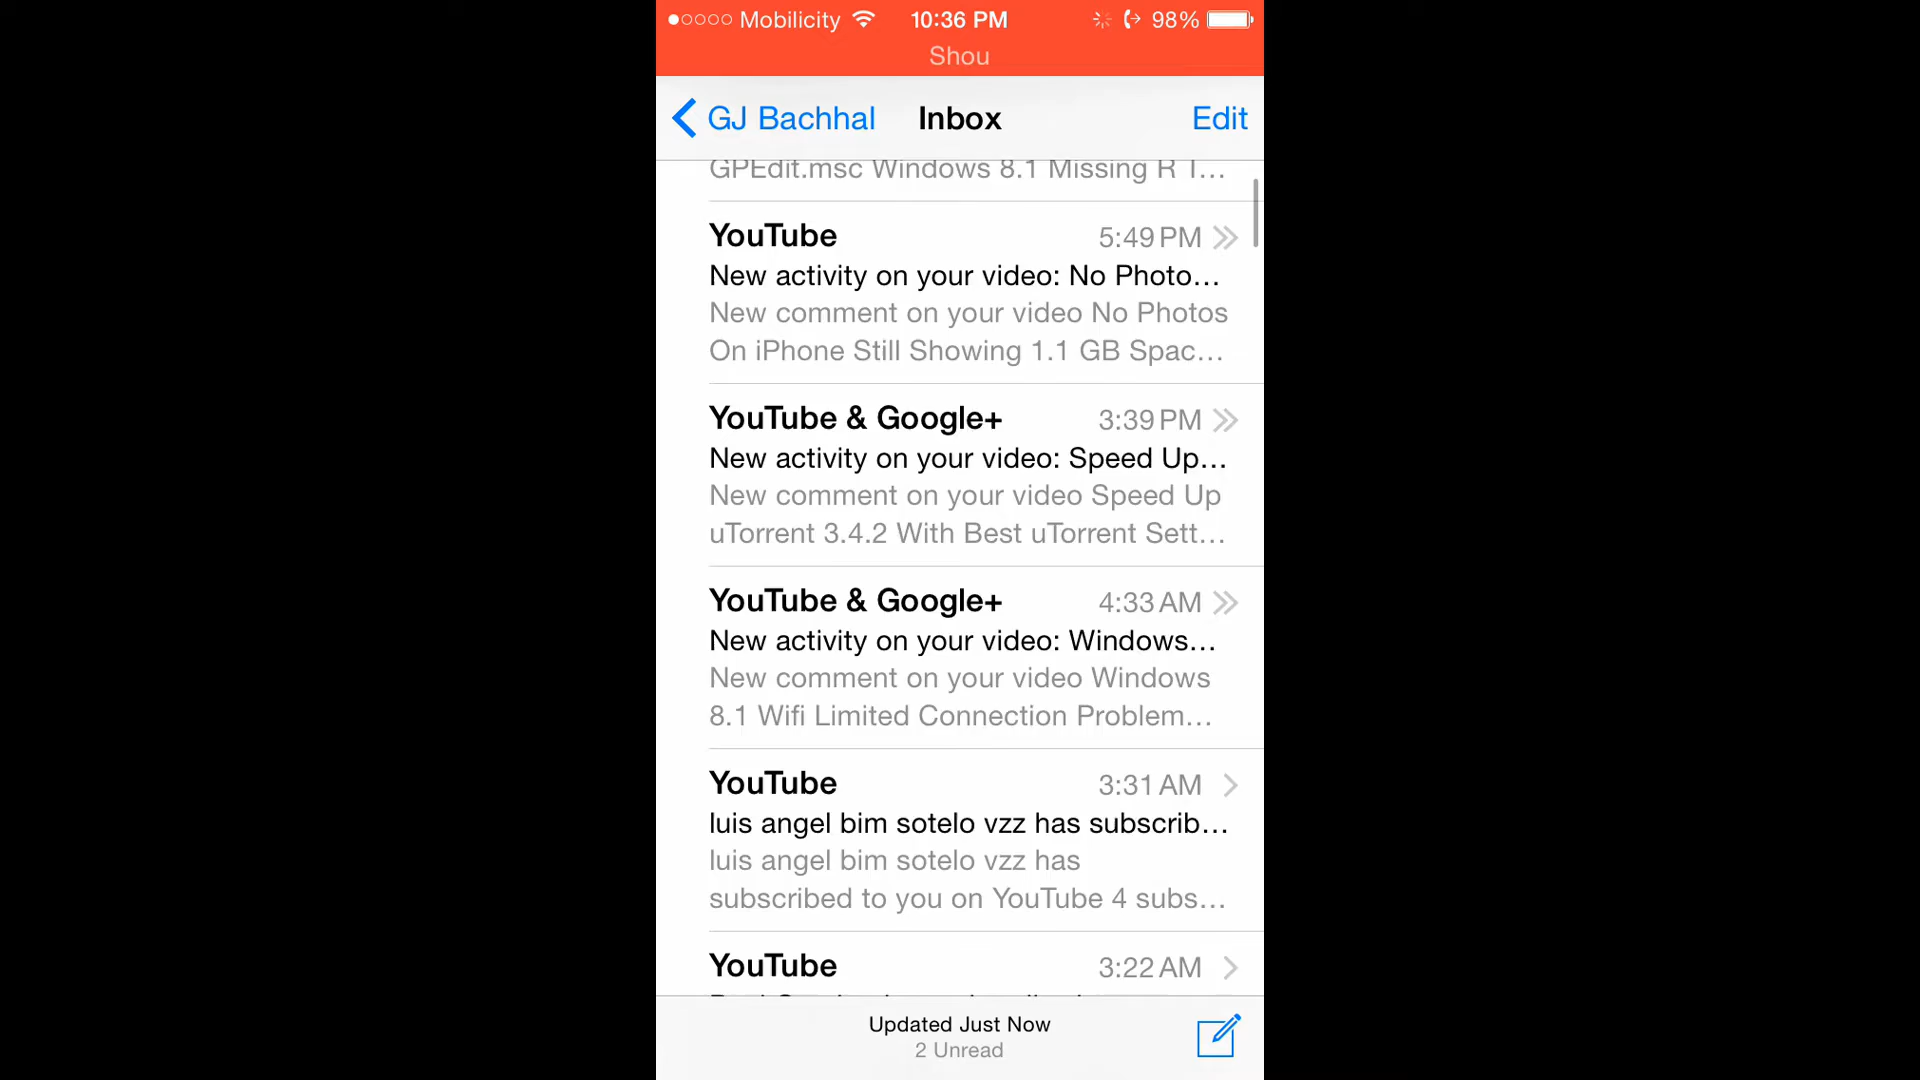 Mobilicity 10:36 PM 98%
Shou
GJ Bachhal Inbox Edit
GPEdit.msc Windows 8.1 Missing R T...
YouTube 5:49 PM
New activity on your video: No Photo...
New comment on your video No Photos
On iPhone Still Showing 1.1 GB Spac...
YouTube & Google+ 3:39 PM
New activity on your video: Speed Up...
New comment on your video Speed Up
uTorrent 3.4.2 With Best uTorrent Sett...
YouTube & Google+ 4:33 AM
New activity on your video: Windows...
New comment on your video Windows
8.1 Wifi Limited Connection Problem...
YouTube 3:31 AM
luis angel bim sotelo vzz has subscrib...
luis angel bim sotelo vzz has
subscribed to you on YouTube 4 subs...
YouTube 3:22 AM
Updated Just Now
2 Unread